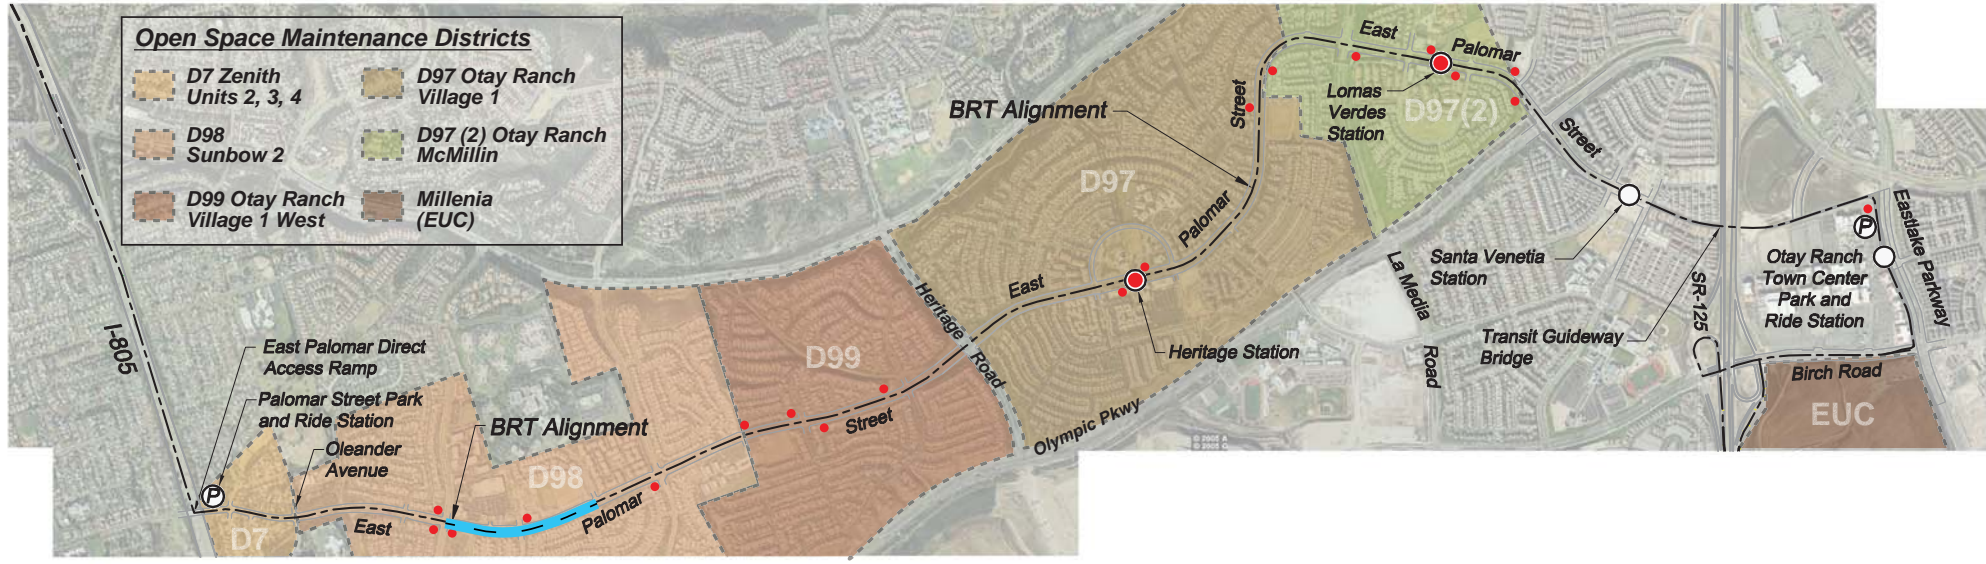 Open Space Maintenance Districts
D7 Zenith
Units 2, 3, 4
D97 Otay Ranch
Village 1
D98
Sunbow 2
D97 (2) Otay Ranch
McMillin
D99 Otay Ranch
Village 1 West
Millenia
(EUC)
I-805
East Palomar Direct
Access Ramp
Palomar Street Park
and Ride Station
Oleander
Avenue
P
D7
East
BRT Alignment
D98
Palomar
D99
Street
Heritage
Road
Olympic Pkwy
East
Heritage Station
D97
Palomar
BRT Alignment
Street
East
Palomar
Lomas
Verdes
Station
D97(2)
Street
La Media
Road
Santa Venetia
Station
Transit Guideway
Bridge
SR-125
P
Otay Ranch
Town Center
Park and
Ride Station
Eastlake Parkway
Birch Road
EUC